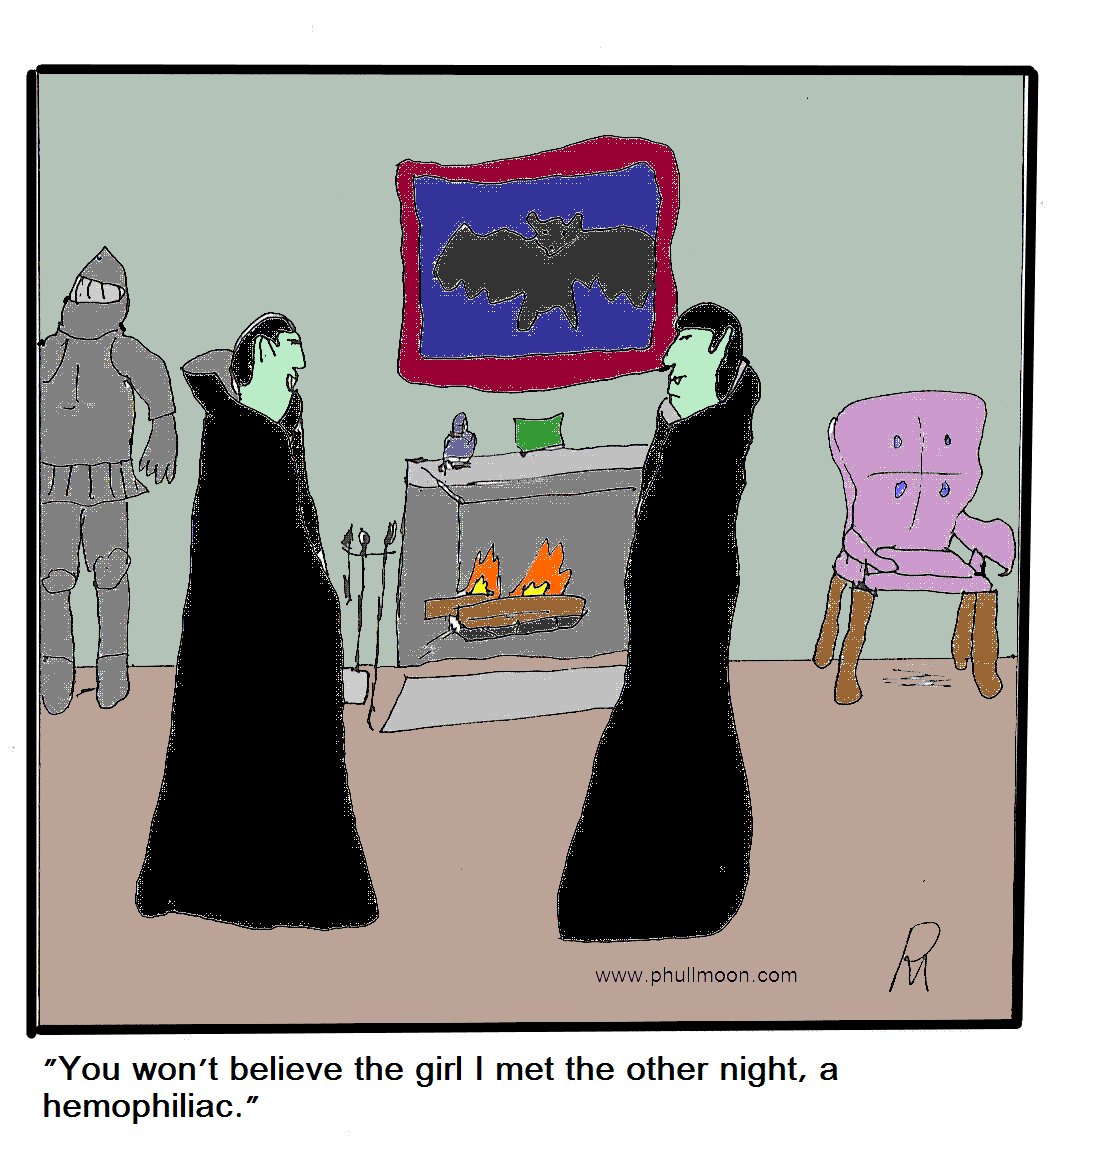 www.phullmoon.com
"You won't believe the girl I met the other night, a
hemophiliac."